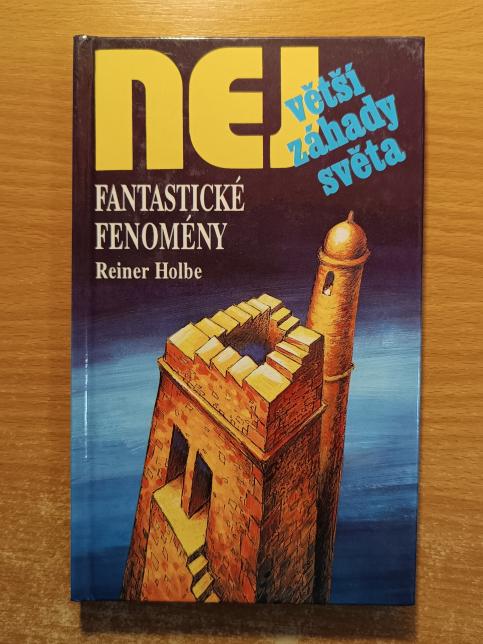 NEJ
větší
záhady
světa
FANTASTICKÉ
FENOMÉNY
Reiner Holbe